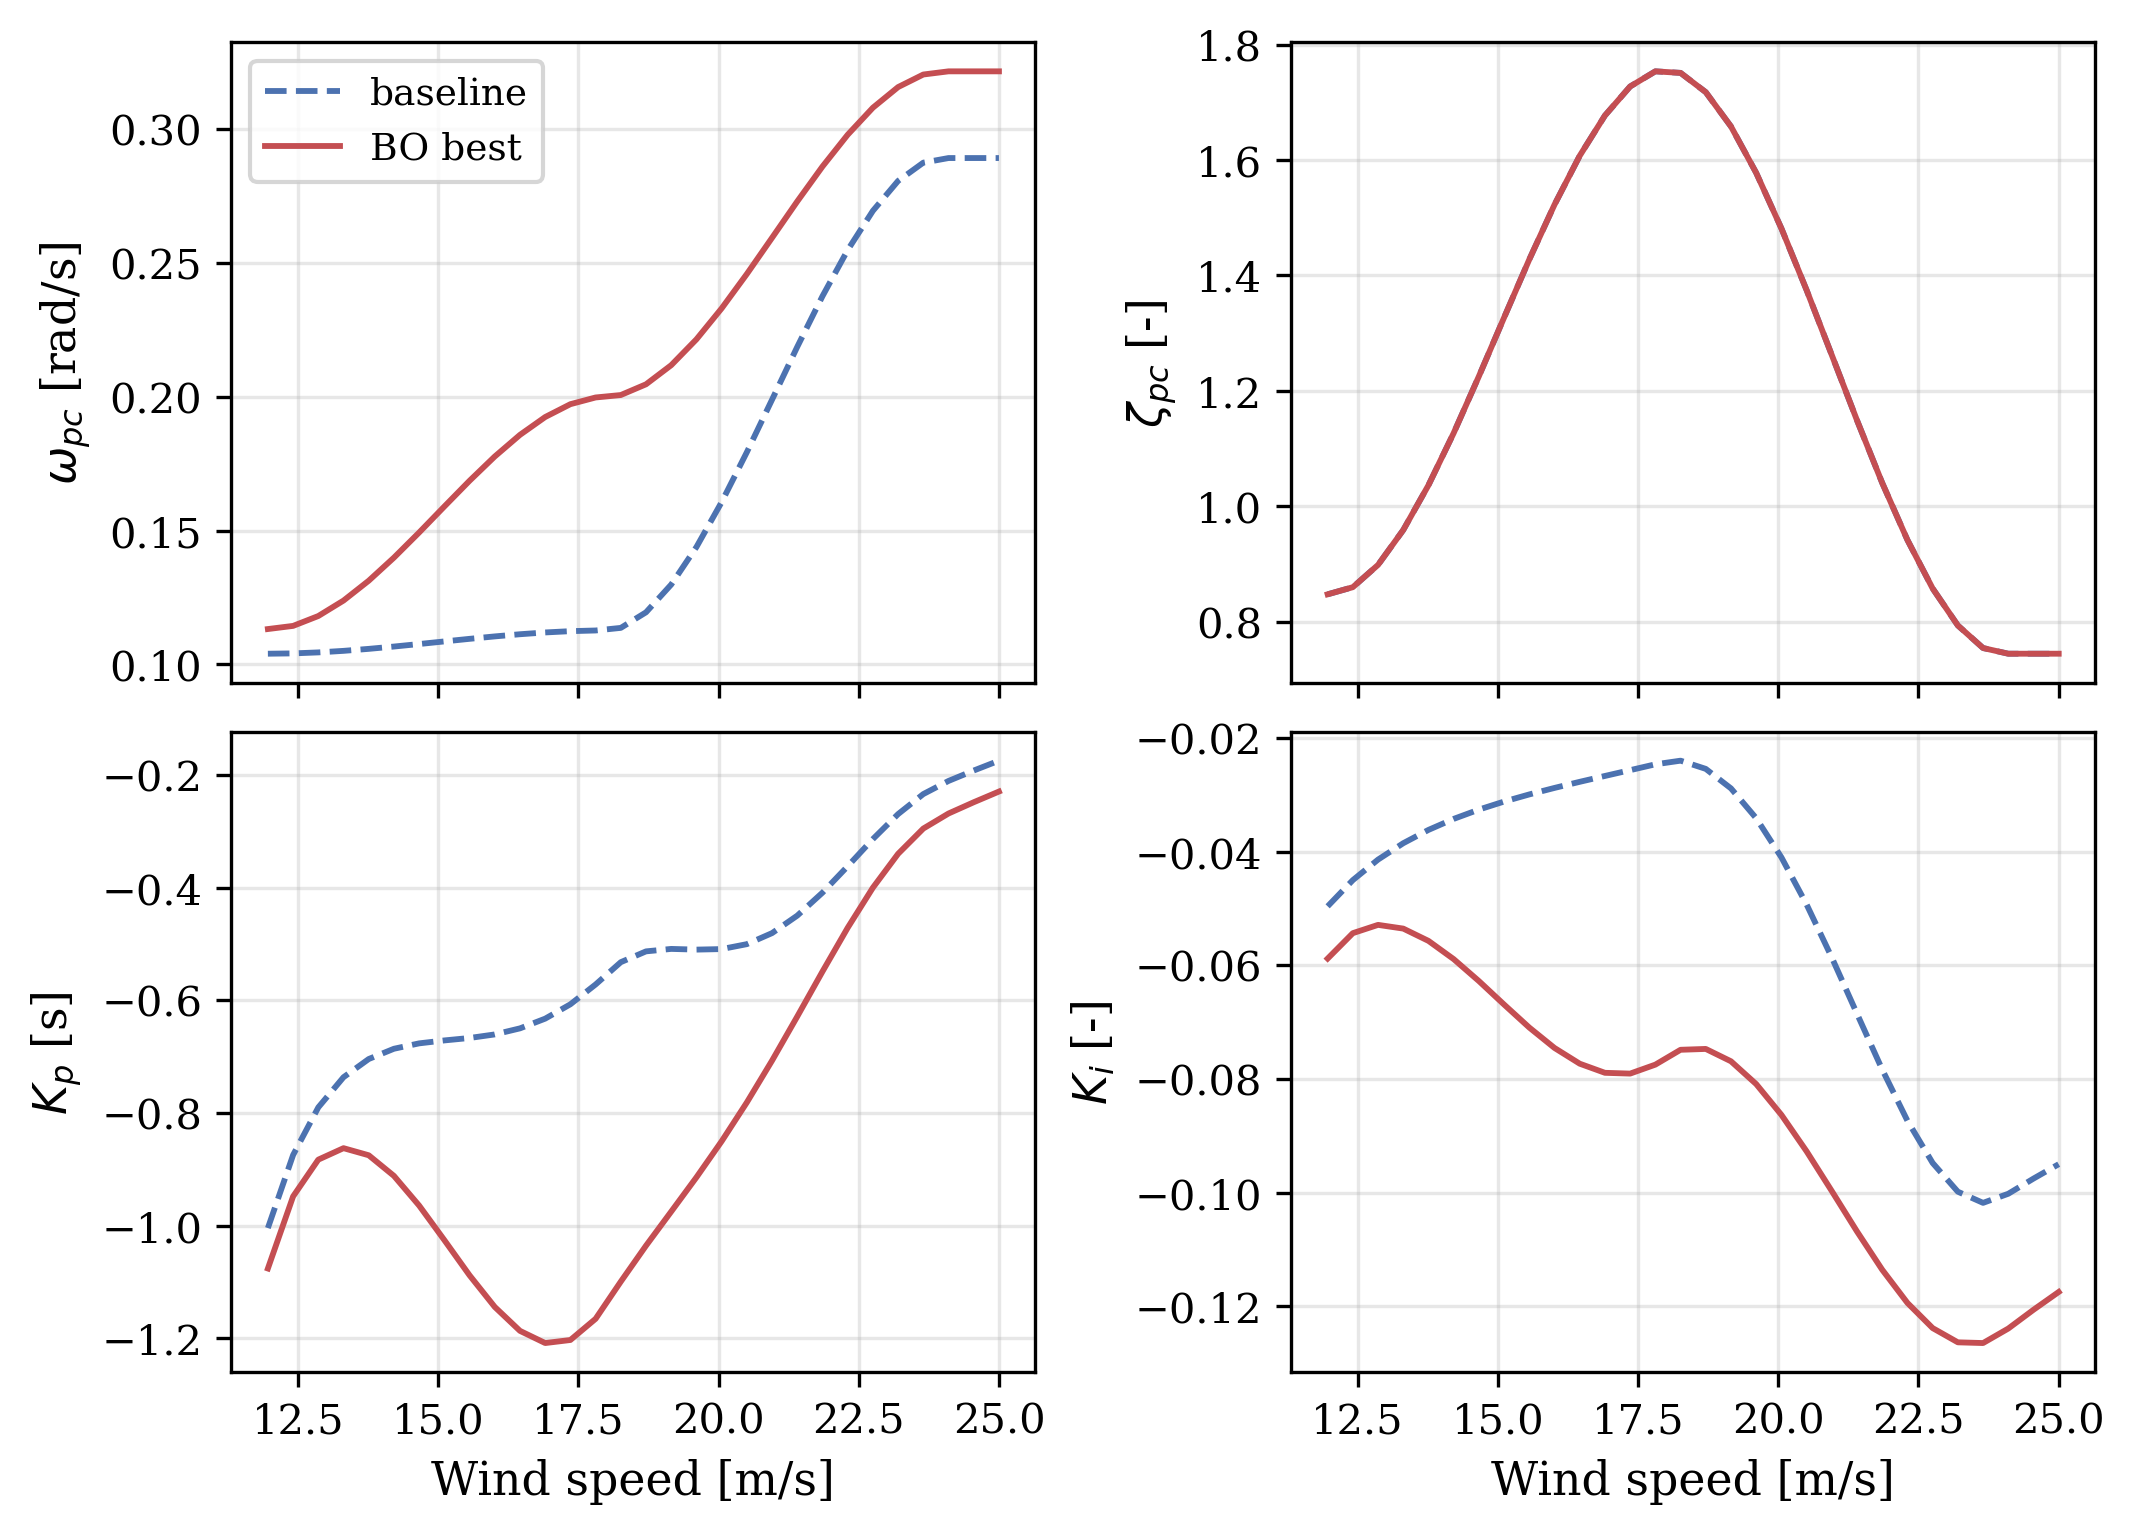 baseline
BO best
ω_pc [rad/s]
0.30
0.25
0.20
0.15
0.10
ζ_pc [-]
1.8
1.6
1.4
1.2
1.0
0.8
K_p [s]
−0.2
−0.4
−0.6
−0.8
−1.0
−1.2
12.5 15.0 17.5 20.0 22.5 25.0
Wind speed [m/s]
K_i [-]
−0.02
−0.04
−0.06
−0.08
−0.10
−0.12
12.5 15.0 17.5 20.0 22.5 25.0
Wind speed [m/s]